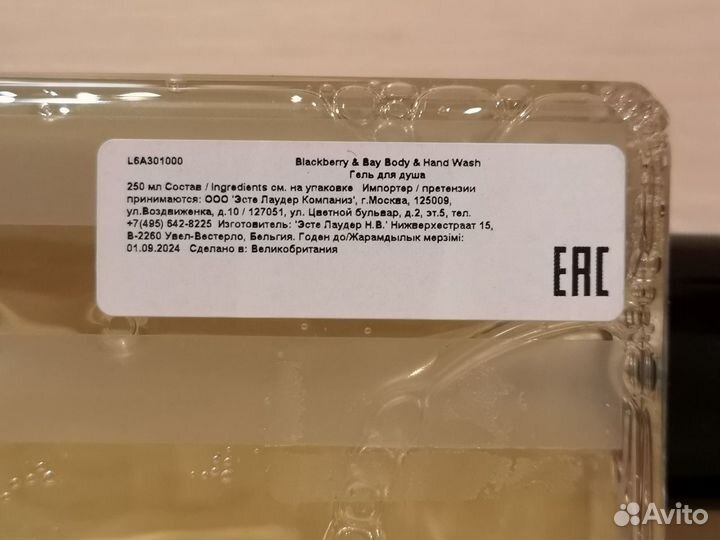 L6A301000 Blackberry & Bay Body & Hand Wash
Гель для душа
250 мл Состав / Ingredients см. на упаковке Импортер / претензии
принимаются: ООО 'Эсте Лаудер Компаниз', г.Москва, 125009,
ул.Воздвиженка, д.10 / 127051, ул. Цветной бульвар, д.2, эт.5, тел.
+7(495) 642-8225 Изготовитель: 'Эсте Лаудер Н.В.' Нижверхестраат 15,
В-2260 Увел-Вестерло, Бельгия. Годен до/Жарамдылык мерзімі:
01.09.2024 Сделано в: Великобритания
EAC
Avito